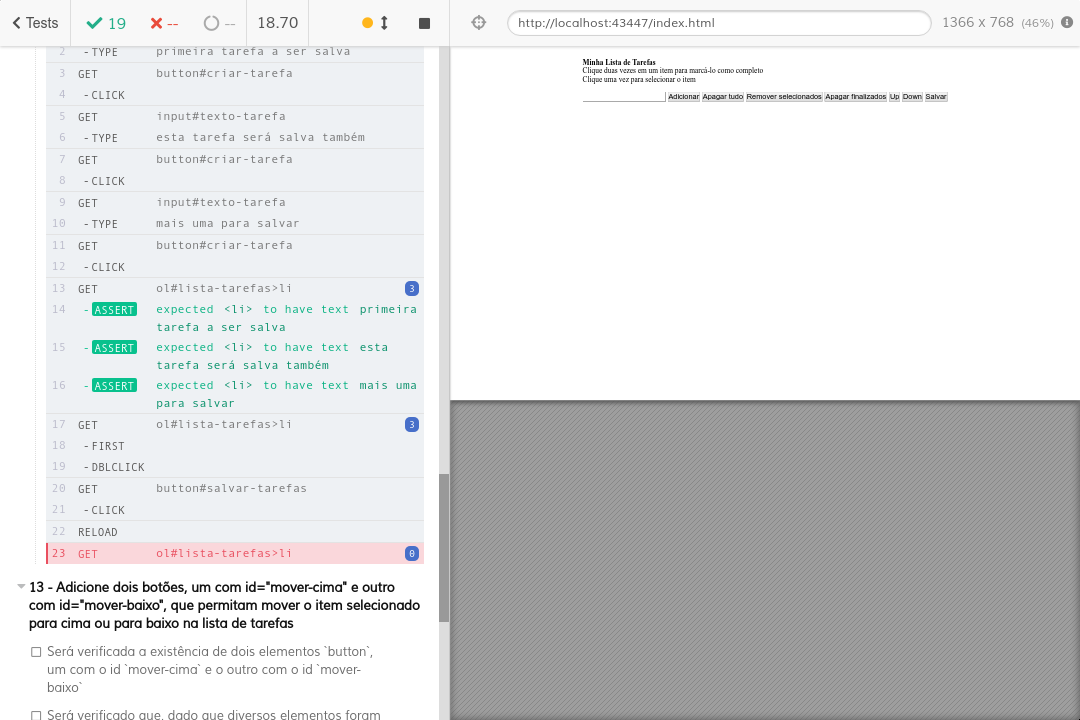 Tests 19 -- -- 18.70 http://localhost:43447/index.html 1366 x 768 (46%)
2 -TYPE primeira tarefa a ser salva
3 GET button#criar-tarefa
4 -CLICK
5 GET input#texto-tarefa
6 -TYPE esta tarefa será salva também
7 GET button#criar-tarefa
8 -CLICK
9 GET input#texto-tarefa
10 -TYPE mais uma para salvar
11 GET button#criar-tarefa
12 -CLICK
13 GET ol#lista-tarefas>li 3
14 -ASSERT expected <li> to have text primeira
tarefa a ser salva
15 -ASSERT expected <li> to have text esta
tarefa será salva também
16 -ASSERT expected <li> to have text mais uma
para salvar
17 GET ol#lista-tarefas>li 3
18 -FIRST
19 -DBLCLICK
20 GET button#salvar-tarefas
21 -CLICK
22 RELOAD
23 GET ol#lista-tarefas>li 0
13 - Adicione dois botões, um com id="mover-cima" e outro
com id="mover-baixo", que permitam mover o item selecionado
para cima ou para baixo na lista de tarefas
Será verificada a existência de dois elementos `button`,
um com o id `mover-cima` e o outro com o id `mover-
baixo`
Será verificado que, dado que diversos elementos foram
Minha Lista de Tarefas
Clique duas vezes em um item para marcá-lo como completo
Clique uma vez para selecionar o item
Adicionar Apagar tudo Remover selecionados Apagar finalizados Up Down Salvar